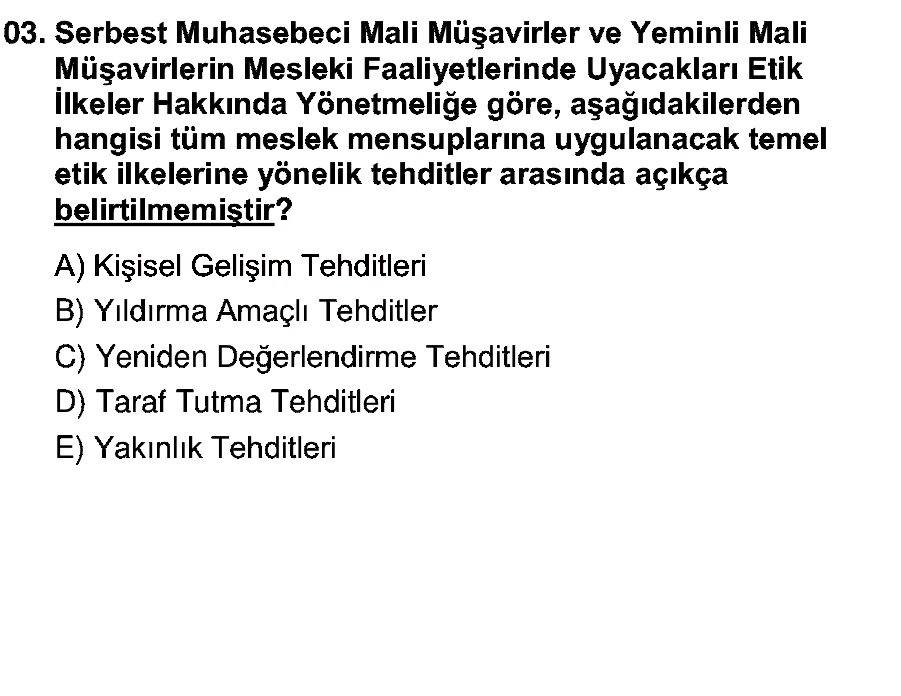 03. Serbest Muhasebeci Mali Müşavirler ve Yeminli Mali
Müşavirlerin Mesleki Faaliyetlerinde Uyacakları Etik
İlkeler Hakkında Yönetmeliğe göre, aşağıdakilerden
hangisi tüm meslek mensuplarına uygulanacak temel
etik ilkelerine yönelik tehditler arasında açıkça
belirtilmemiştir?
A) Kişisel Gelişim Tehditleri
B) Yıldırma Amaçlı Tehditler
C) Yeniden Değerlendirme Tehditleri
D) Taraf Tutma Tehditleri
E) Yakınlık Tehditleri